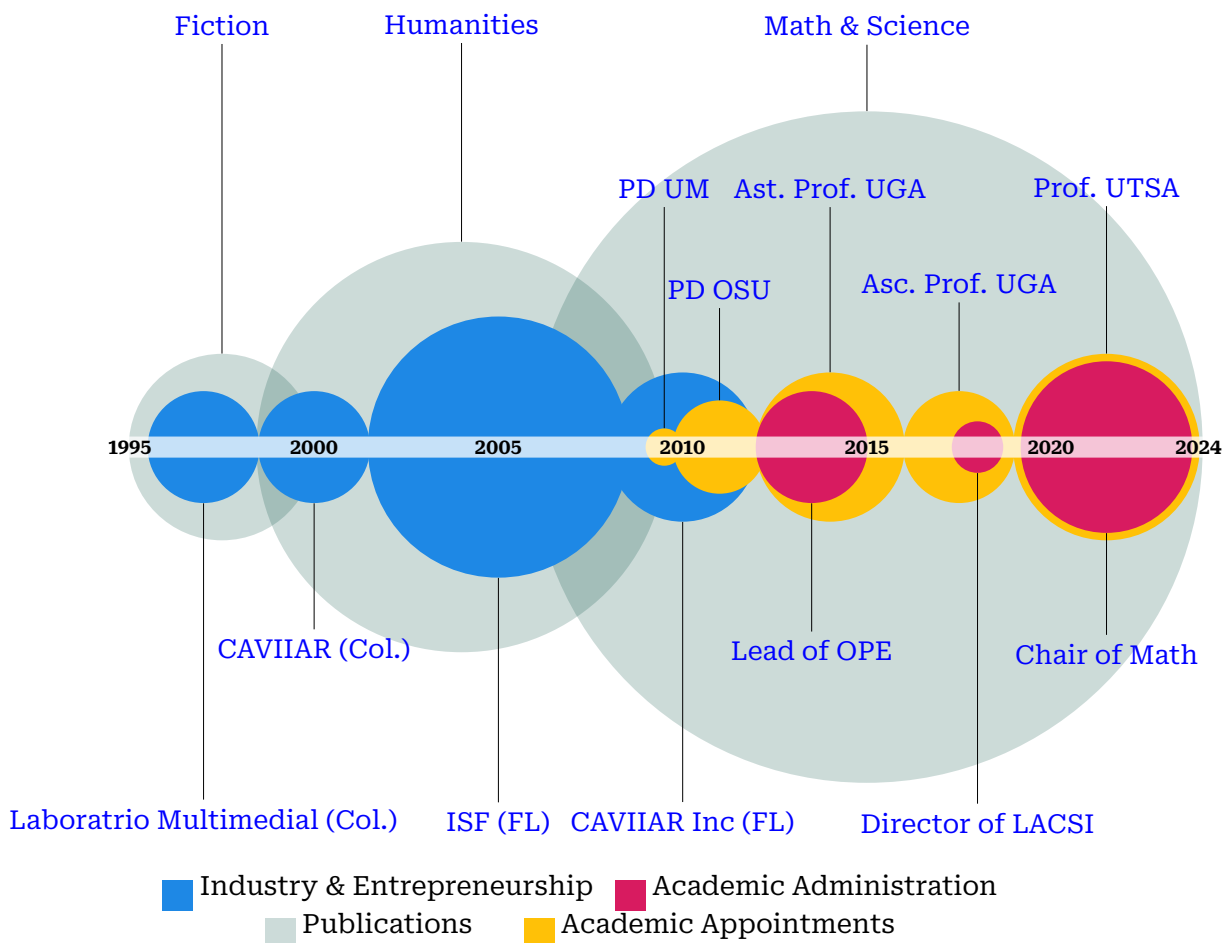 Fiction
Humanities
Math & Science
PD UM
Ast. Prof. UGA
Prof. UTSA
PD OSU
Asc. Prof. UGA
1995
2000
2005
2010
2015
2020
2024
CAVIIAR (Col.)
Lead of OPE
Chair of Math
Laboratrio Multimedial (Col.)
ISF (FL)
CAVIIAR Inc (FL)
Director of LACSI
Industry & Entrepreneurship
Academic Administration
Publications
Academic Appointments